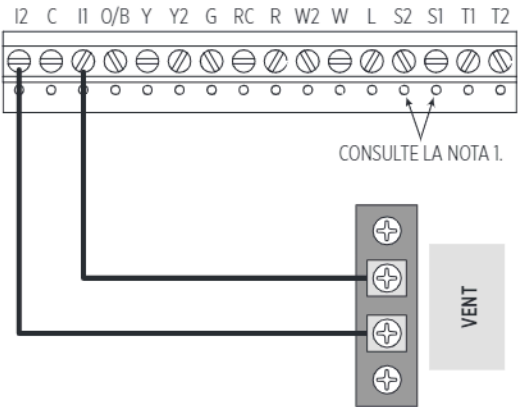 I2 C I1 O/B Y Y2 G RC R W2 W L S2 S1 T1 T2
CONSULTE LA NOTA 1.
VENT